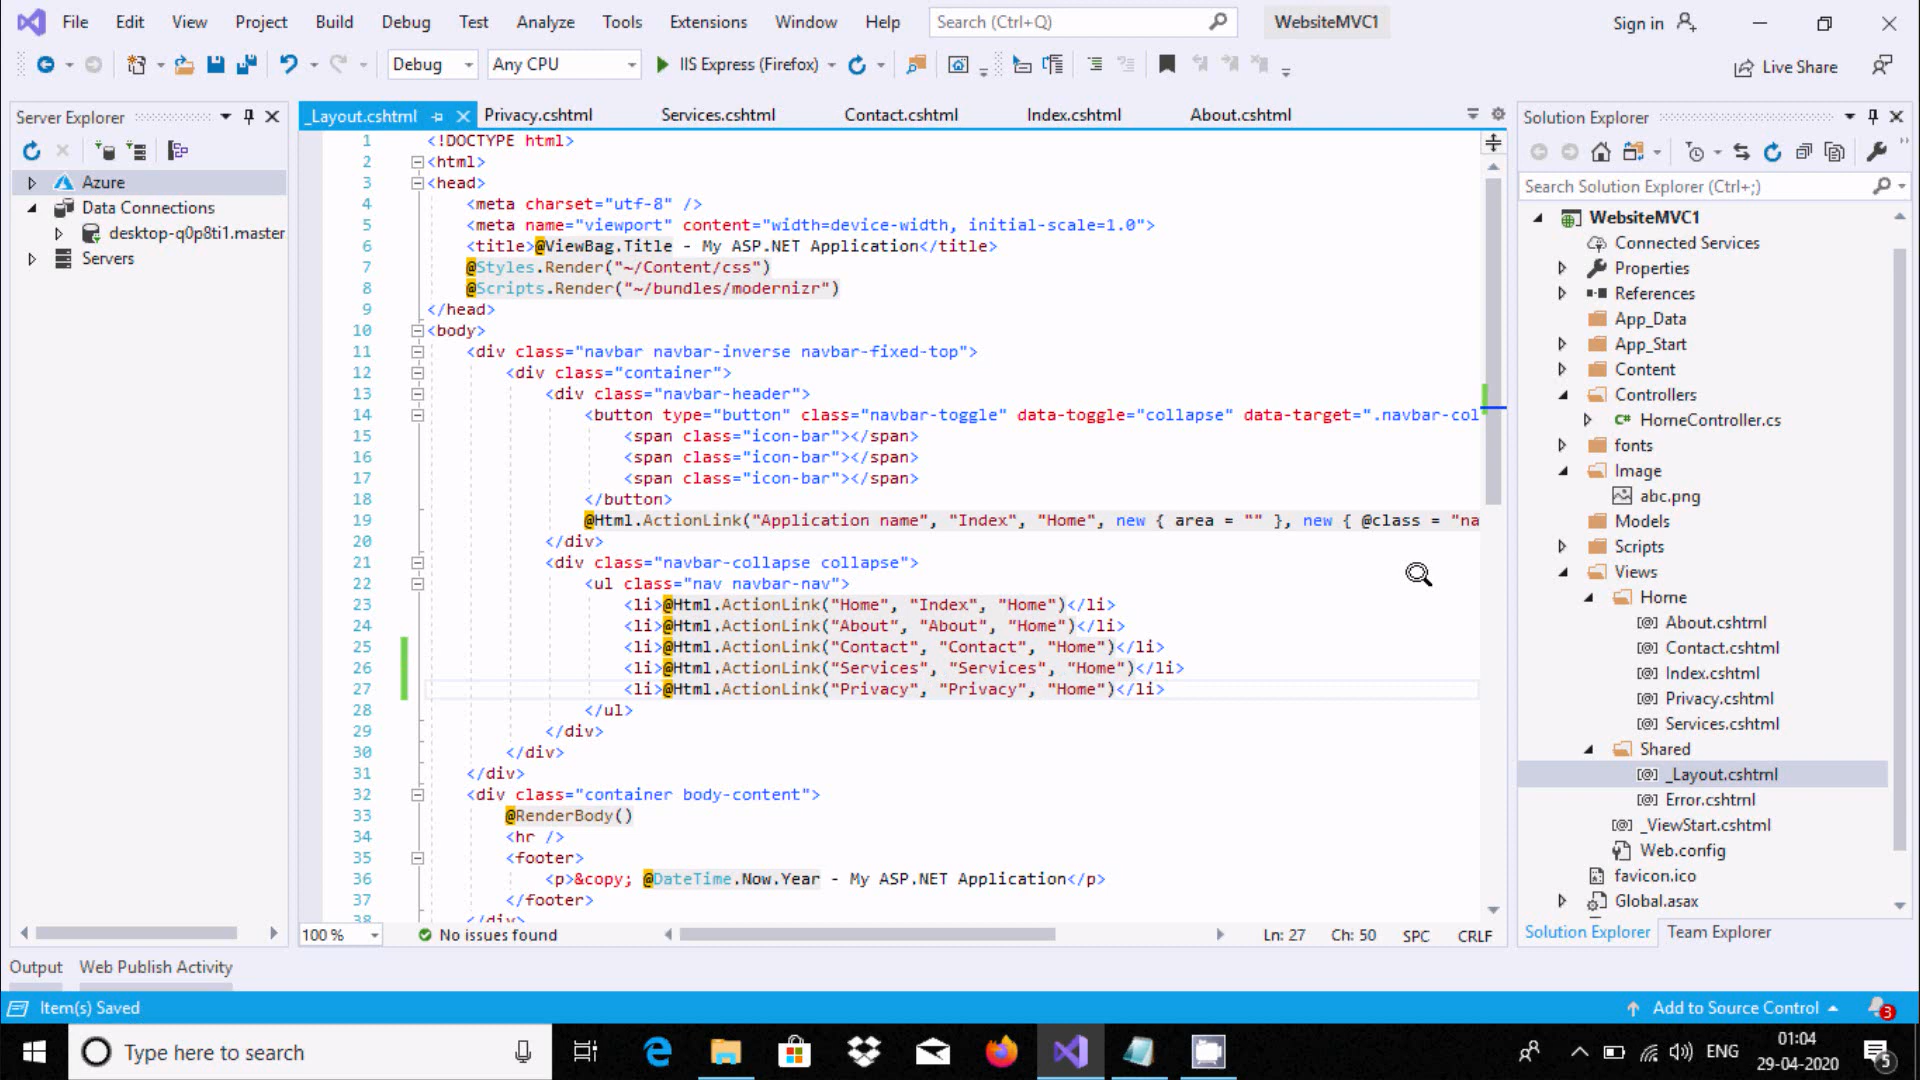 File Edit View Project Build Debug Test Analyze Tools Extensions Window Help Search (Ctrl+Q) WebsiteMVC1 Sign in
Debug Any CPU IIS Express (Firefox) Live Share
Server Explorer
Azure
Data Connections
desktop-q0p8ti1.master
Servers
_Layout.cshtml Privacy.cshtml Services.cshtml Contact.cshtml Index.cshtml About.cshtml
1 <!DOCTYPE html>
2 <html>
3 <head>
4 <meta charset="utf-8" />
5 <meta name="viewport" content="width=device-width, initial-scale=1.0">
6 <title>@ViewBag.Title - My ASP.NET Application</title>
7 @Styles.Render("~/Content/css")
8 @Scripts.Render("~/bundles/modernizr")
9 </head>
10 <body>
11 <div class="navbar navbar-inverse navbar-fixed-top">
12 <div class="container">
13 <div class="navbar-header">
14 <button type="button" class="navbar-toggle" data-toggle="collapse" data-target=".navbar-col
15 <span class="icon-bar"></span>
16 <span class="icon-bar"></span>
17 <span class="icon-bar"></span>
18 </button>
19 @Html.ActionLink("Application name", "Index", "Home", new { area = "" }, new { @class = "na
20 </div>
21 <div class="navbar-collapse collapse">
22 <ul class="nav navbar-nav">
23 <li>@Html.ActionLink("Home", "Index", "Home")</li>
24 <li>@Html.ActionLink("About", "About", "Home")</li>
25 <li>@Html.ActionLink("Contact", "Contact", "Home")</li>
26 <li>@Html.ActionLink("Services", "Services", "Home")</li>
27 <li>@Html.ActionLink("Privacy", "Privacy", "Home")</li>
28 </ul>
29 </div>
30 </div>
31 </div>
32 <div class="container body-content">
33 @RenderBody()
34 <hr />
35 <footer>
36 <p>&copy; @DateTime.Now.Year - My ASP.NET Application</p>
37 </footer>
38 </div>
100 % No issues found Ln: 27 Ch: 50 SPC CRLF
Solution Explorer
Search Solution Explorer (Ctrl+;)
WebsiteMVC1
Connected Services
Properties
References
App_Data
App_Start
Content
Controllers
C# HomeController.cs
fonts
Image
abc.png
Models
Scripts
Views
Home
[@] About.cshtml
[@] Contact.cshtml
[@] Index.cshtml
[@] Privacy.cshtml
[@] Services.cshtml
Shared
[@] _Layout.cshtml
[@] Error.cshtml
[@] _ViewStart.cshtml
Web.config
favicon.ico
Global.asax
Solution Explorer Team Explorer
Output Web Publish Activity
Item(s) Saved Add to Source Control 3
Type here to search ENG 01:04
29-04-2020 5